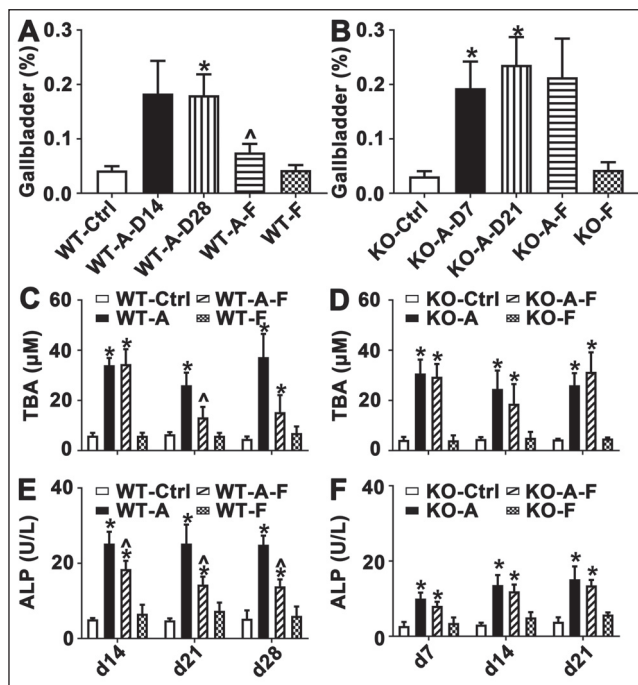 A
Gallbladder (%)
0.3
0.2
0.1
0.0
*
^
WT-Ctrl
WT-A-D14
WT-A-D28
WT-A-F
WT-F
B
Gallbladder (%)
0.3
0.2
0.1
0.0
*
*
KO-Ctrl
KO-A-D7
KO-A-D21
KO-A-F
KO-F
C
WT-Ctrl WT-A-F
WT-A WT-F
TBA (µM)
60
40
20
0
* * * ^ * *
D
KO-Ctrl KO-A-F
KO-A KO-F
TBA (µM)
60
40
20
0
* * * * * *
E
WT-Ctrl WT-A-F
WT-A WT-F
ALP (U/L)
40
20
0
* ^* * ^* * ^*
d14
d21
d28
F
KO-Ctrl KO-A-F
KO-A KO-F
ALP (U/L)
40
20
0
* * * * * *
d7
d14
d21